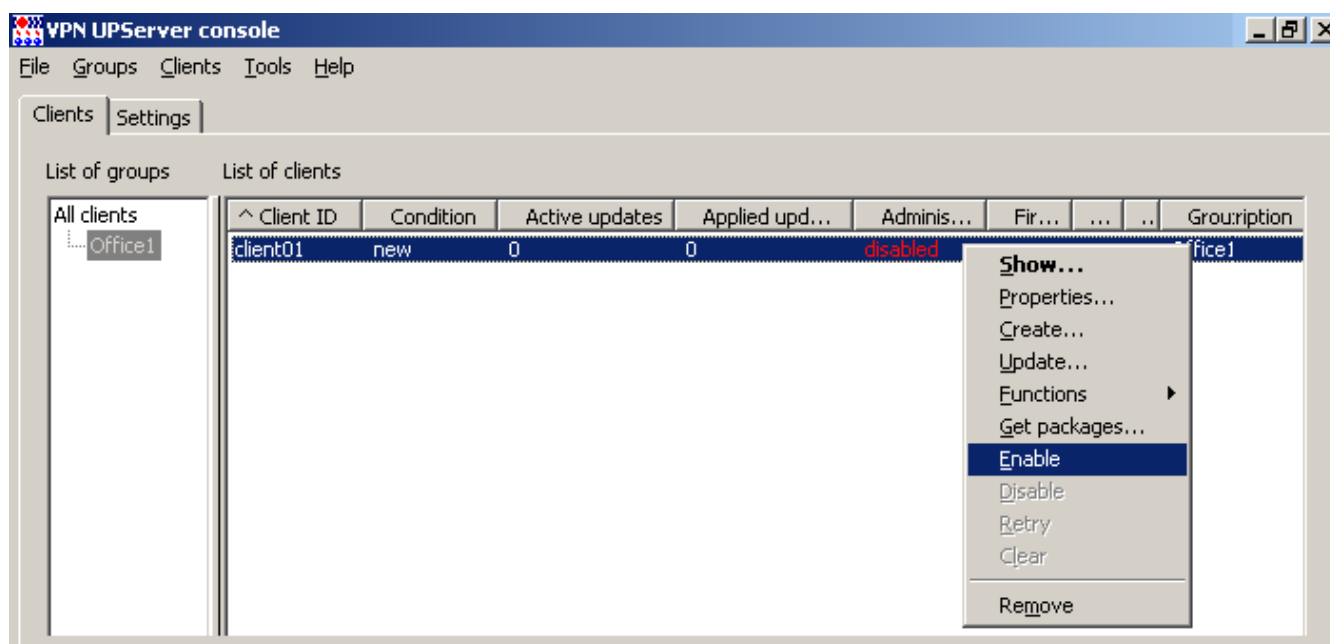 VPN UPServer console
File Groups Clients Tools Help
Clients Settings
List of groups List of clients
All clients
Office1
^ Client ID Condition Active updates Applied upd... Adminis... Fir... ... .. Grou:ription
client01 new 0 0 disabled ffice1
Show...
Properties...
Create...
Update...
Functions
Get packages...
Enable
Disable
Retry
Clear
Remove